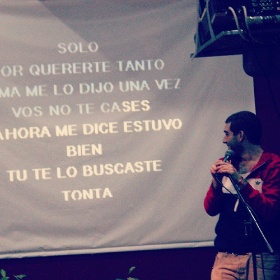 SOLO
OR QUERERTE TANTO
MA ME LO DIJO UNA VEZ
VOS NO TE CASES
AHORA ME DICE ESTUVO
BIEN
TU TE LO BUSCASTE
TONTA